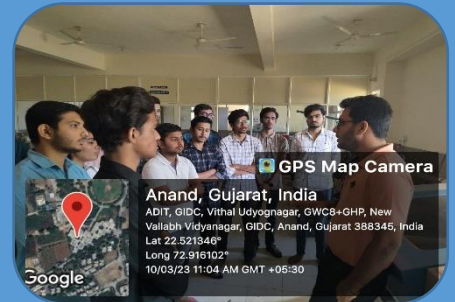 GPS Map Camera
Anand, Gujarat, India
ADIT, GIDC, Vithal Udyognagar, GWC8+GHP, New
Vallabh Vidyanagar, GIDC, Anand, Gujarat 388345, India
Lat 22.521346°
Long 72.916102°
10/03/23 11:04 AM GMT +05:30
Google